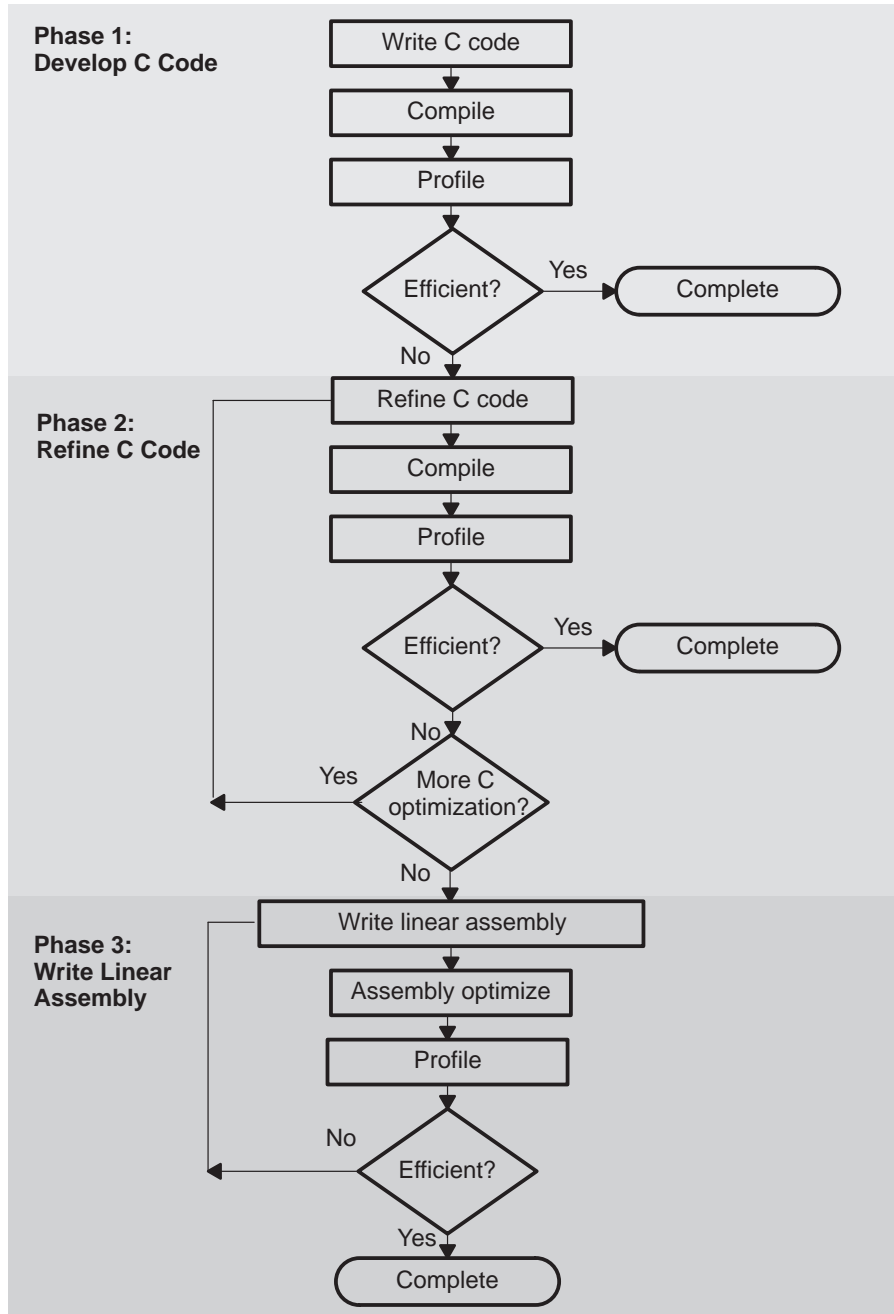 Phase 1:
Develop C Code
Write C code
Compile
Profile
Efficient?
Yes
Complete
No
Phase 2:
Refine C Code
Refine C code
Compile
Profile
Efficient?
Yes
Complete
No
More C
optimization?
Yes
No
Phase 3:
Write Linear
Assembly
Write linear assembly
Assembly optimize
Profile
No
Efficient?
Yes
Complete